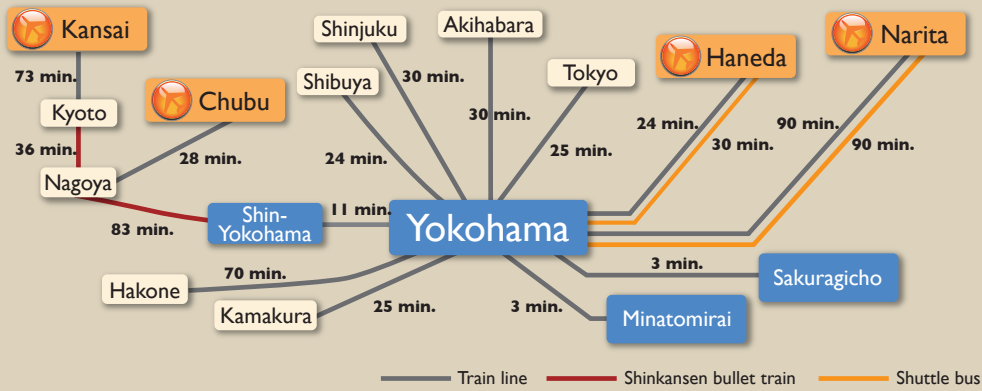 Kansai
73 min.
Kyoto
36 min.
Nagoya
Chubu
28 min.
83 min.
Shin-
Yokohama
11 min.
Shinjuku
30 min.
Shibuya
24 min.
Akihabara
30 min.
Tokyo
25 min.
Haneda
24 min.
30 min.
Narita
90 min.
90 min.
Yokohama
Hakone
70 min.
Kamakura
25 min.
3 min.
Minatomirai
3 min.
Sakuragicho
Train line
Shinkansen bullet train
Shuttle bus